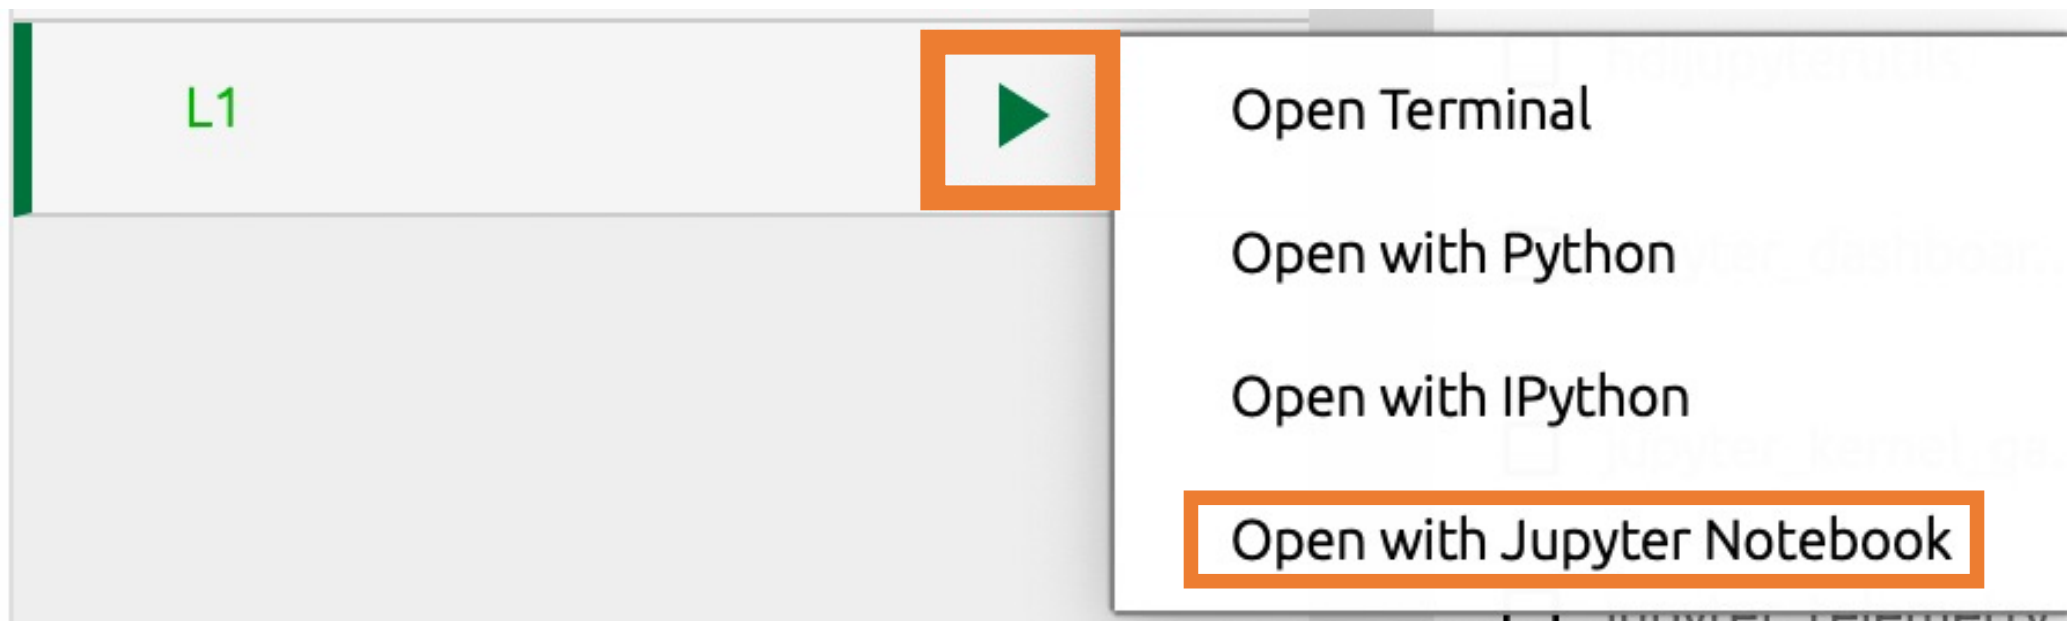 L1
Open Terminal
Open with Python
Open with IPython
Open with Jupyter Notebook